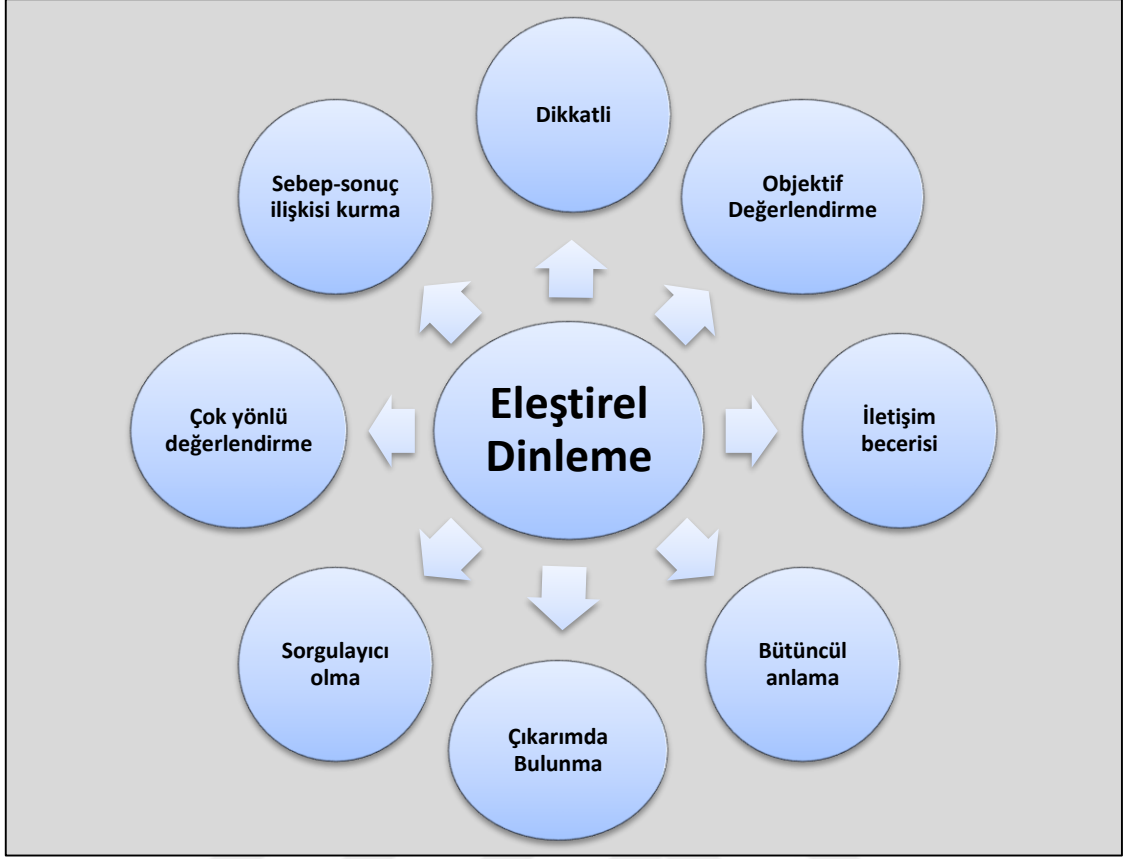 Dikkatli
Objektif
Değerlendirme
İletişim
becerisi
Bütüncül
anlama
Çıkarımda
Bulunma
Sorgulayıcı
olma
Çok yönlü
değerlendirme
Sebep-sonuç
ilişkisi kurma
Eleştirel
Dinleme